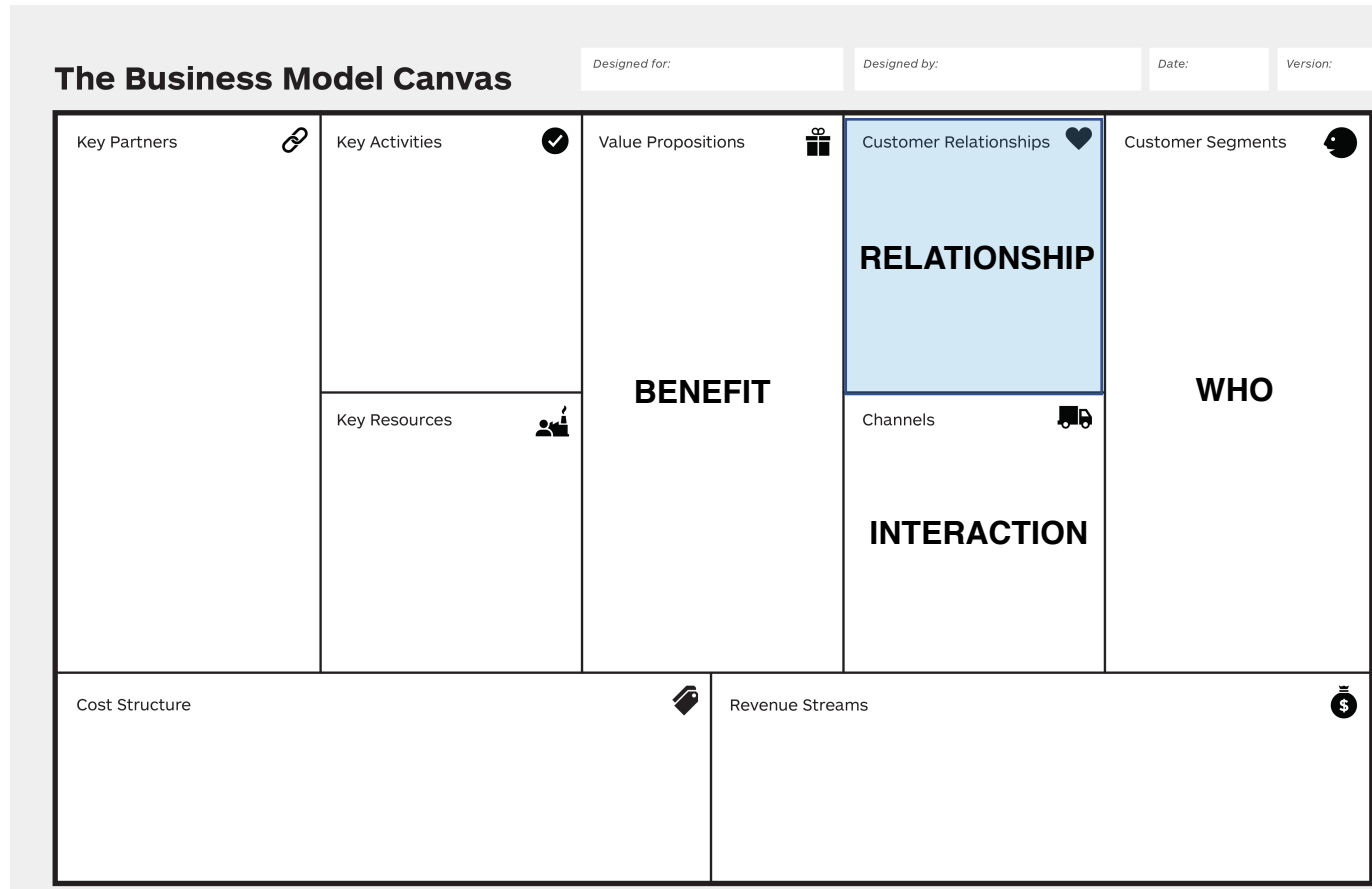 The Business Model Canvas
Designed for:
Designed by:
Date:
Version:
Key Partners
Key Activities
Key Resources
Value Propositions
BENEFIT
Customer Relationships
RELATIONSHIP
Channels
INTERACTION
Customer Segments
WHO
Cost Structure
Revenue Streams
$